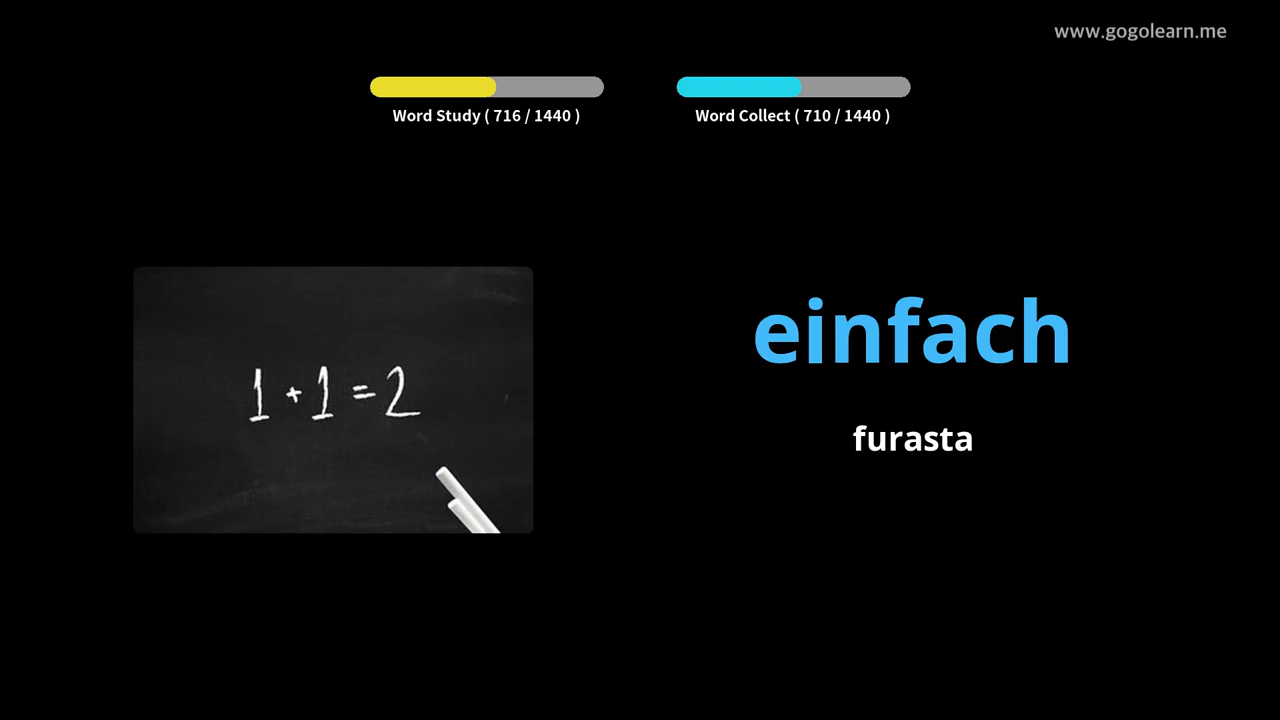 www.gogolearn.me
Word Study ( 716 / 1440 )
Word Collect ( 710 / 1440 )
1 + 1 = 2
einfach
furasta